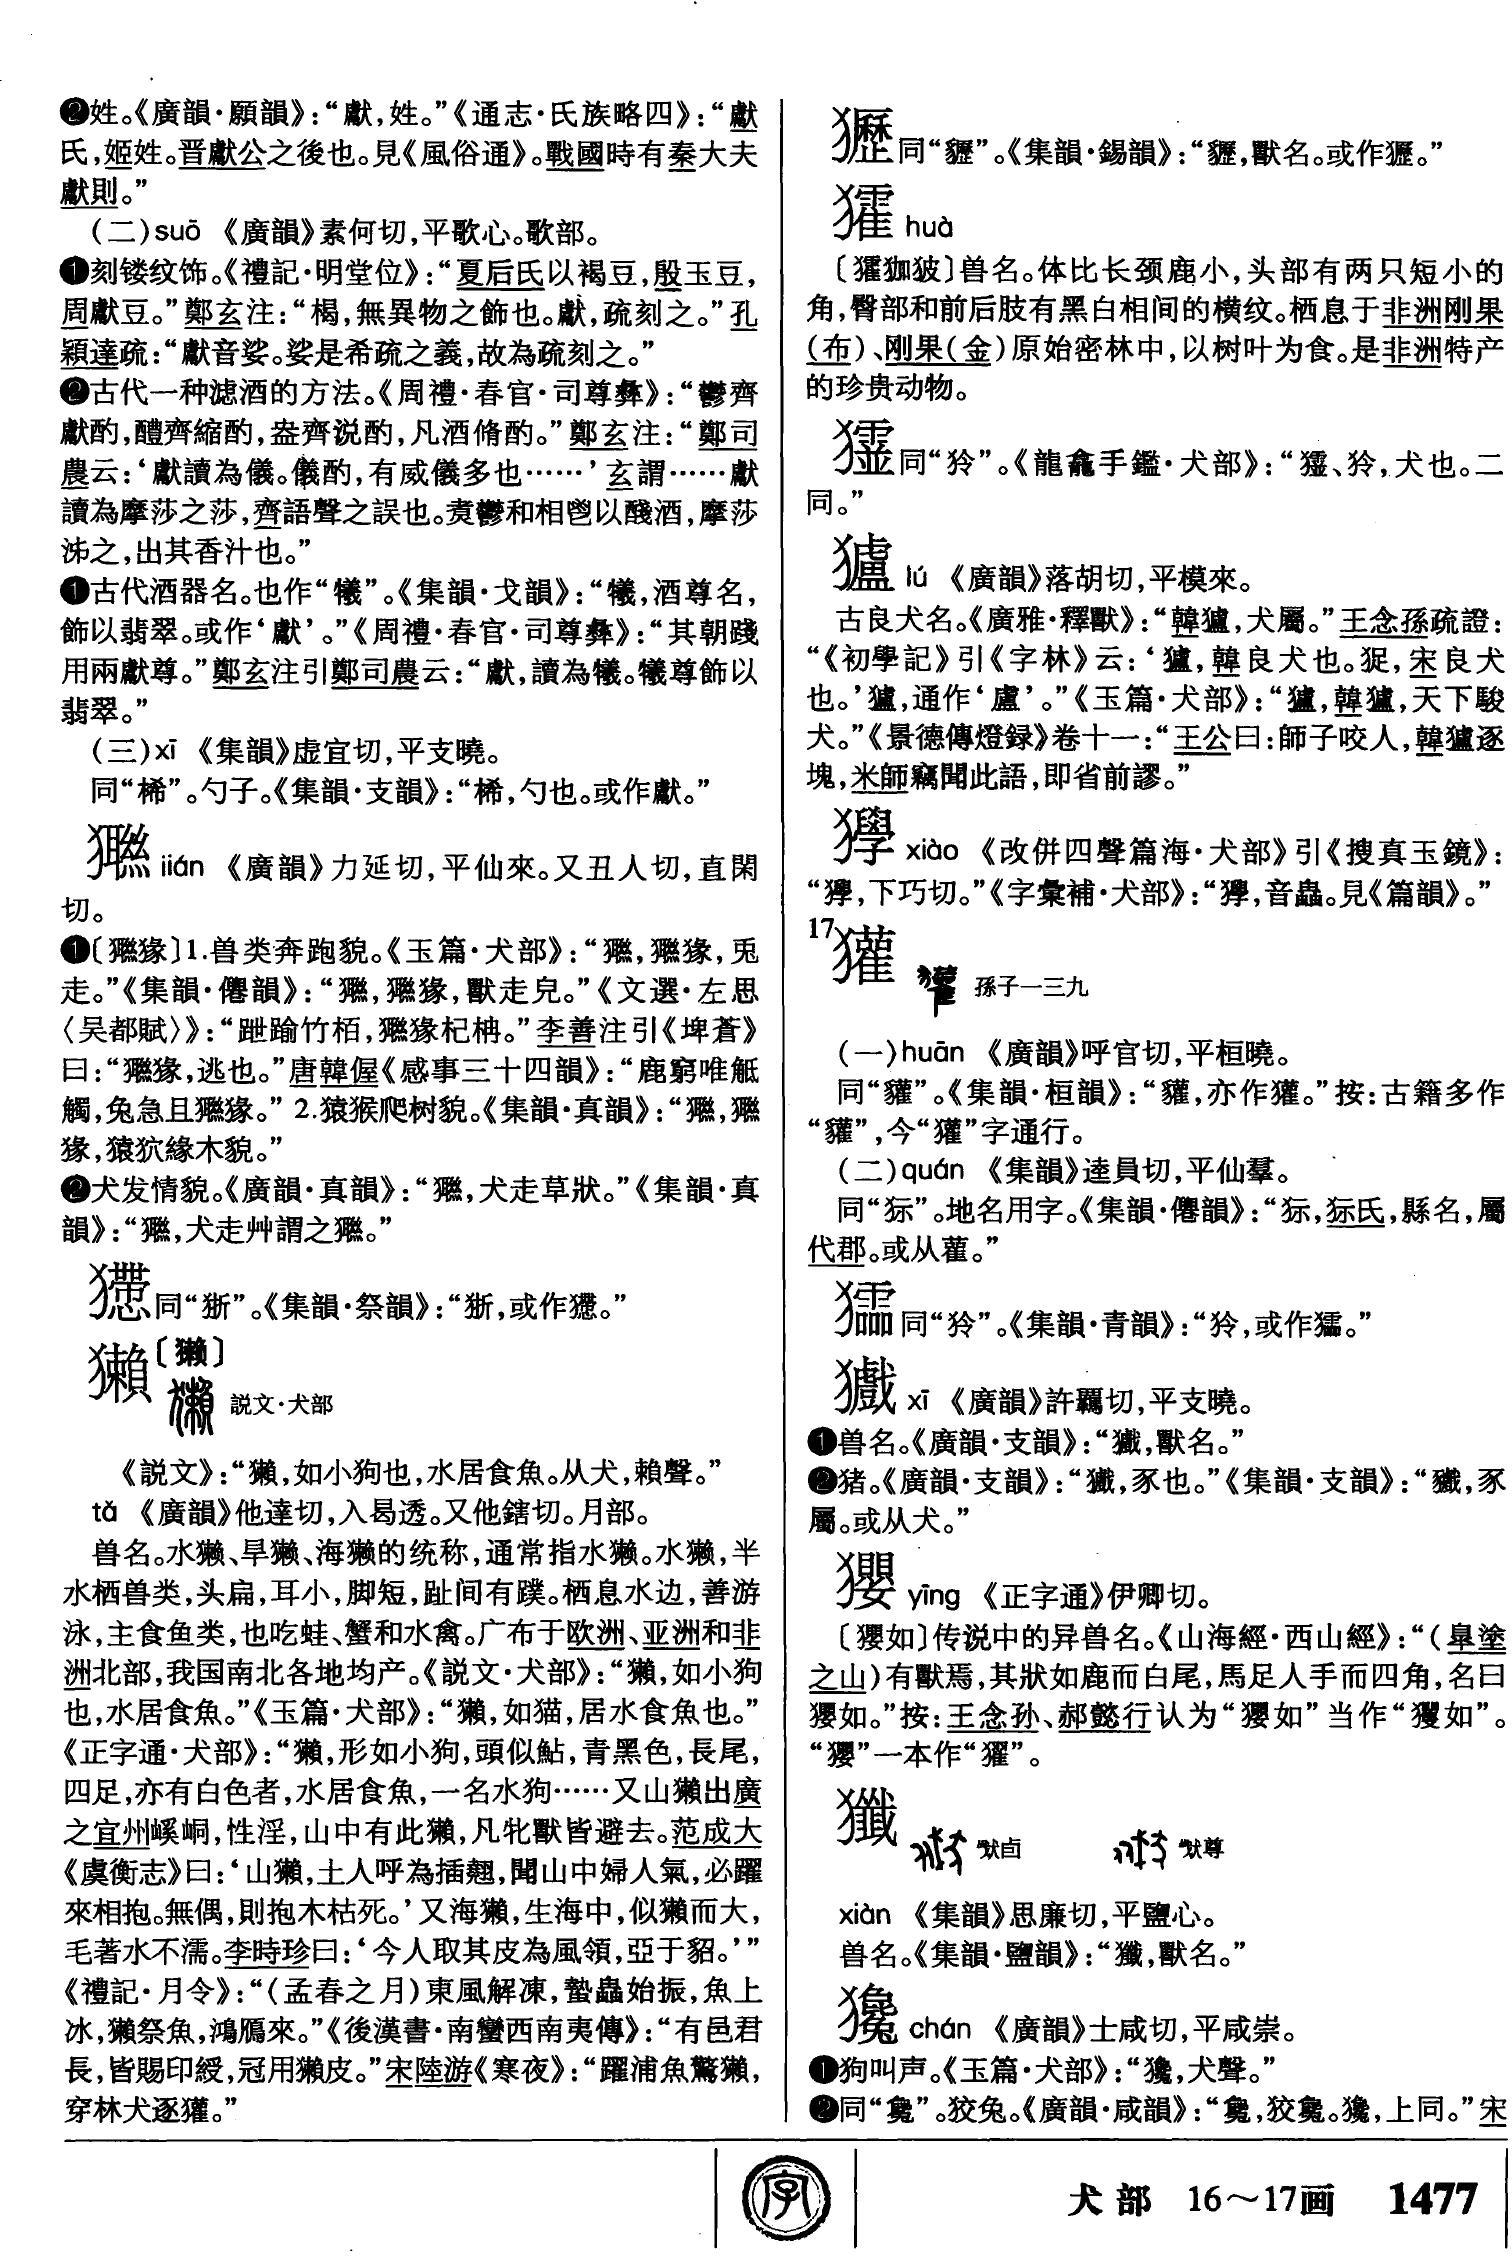 ❷姓。《廣韻·願韻》：“獻，姓。”《通志·氏族略四》：“獻
氏，姬姓。晋獻公之後也。見《風俗通》。戰國時有秦大夫
獻則。”
（二）suō 《廣韻》素何切，平歌心。歌部。
❶刻镂纹饰。《禮記·明堂位》：“夏后氏以褐豆，殷玉豆，
周獻豆。”鄭玄注：“楬，無異物之飾也。獻，疏刻之。”孔
穎達疏：“獻音娑。娑是希疏之義，故為疏刻之。”
❷古代一种滤酒的方法。《周禮·春官·司尊彝》：“鬱齊
獻酌，醴齊縮酌，盎齊涚酌，凡酒脩酌。”鄭玄注：“鄭司
農云：‘獻讀為儀。儀酌，有威儀多也……’玄謂……獻
讀為摩莎之莎，齊語聲之誤也。煑鬱和相鬯以醆酒，摩莎
泲之，出其香汁也。”
❶古代酒器名。也作“犧”。《集韻·戈韻》：“犧，酒尊名，
飾以翡翠。或作‘獻’。”《周禮·春官·司尊彝》：“其朝踐
用兩獻尊。”鄭玄注引鄭司農云：“獻，讀為犧。犧尊飾以
翡翠。”
（三）xī 《集韻》虚宜切，平支曉。
同“桸”。勺子。《集韻·支韻》：“桸，勺也。或作獻。”
iián 《廣韻》力延切，平仙來。又丑人切，直閑
切。
❶〔猭〕1.兽类奔跑貌。《玉篇·犬部》：“，猭，兎
走。”《集韻·僊韻》：“，猭，獸走皃。”《文選·左思
〈吴都賦〉》：“跇踰竹栢，猭杞柟。”李善注引《埤蒼》
曰：“猭，逃也。”唐韓偓《感事三十四韻》：“鹿窮唯觝
觸，兔急且猭。” 2.猿猴爬树貌。《集韻·真韻》：“，
猭，猿狖緣木貌。”
❷犬发情貌。《廣韻·真韻》：“，犬走草狀。”《集韻·真
韻》：“，犬走艸謂之。”
同“狾”。《集韻·祭韻》：“狾，或作。”
獺〔獭〕
説文·犬部
《説文》：“獺，如小狗也，水居食魚。从犬，賴聲。”
tǎ 《廣韻》他達切，入曷透。又他鎋切。月部。
兽名。水獭、旱獭、海獭的统称，通常指水獭。水獭，半
水栖兽类，头扁，耳小，脚短，趾间有蹼。栖息水边，善游
泳，主食鱼类，也吃蛙、蟹和水禽。广布于欧洲、亚洲和非
洲北部，我国南北各地均产。《説文·犬部》：“獺，如小狗
也，水居食魚。”《玉篇·犬部》：“獺，如猫，居水食魚也。”
《正字通·犬部》：“獺，形如小狗，頭似鮎，青黑色，長尾，
四足，亦有白色者，水居食魚，一名水狗……又山獺出廣
之宜州嵠峒，性淫，山中有此獺，凡牝獸皆避去。范成大
《虞衡志》曰：‘山獺，土人呼為插翘，聞山中婦人氣，必躍
來相抱。無偶，則抱木枯死。’又海獺，生海中，似獺而大，
毛著水不濡。李時珍曰：‘今人取其皮為風領，亞于貂。’”
《禮記·月令》：“（孟春之月）東風解凍，蟄蟲始振，魚上
冰，獺祭魚，鴻鴈來。”《後漢書·南蠻西南夷傳》：“有邑君
長，皆賜印綬，冠用獺皮。”宋陸游《寒夜》：“躍浦魚驚獺，
穿林犬逐獾。”
同“貗”。《集韻·錫韻》：“，獸名。或作。”
㺢 huà
〔㺢㹢狓〕兽名。体比长颈鹿小，头部有两只短小的
角，臀部和前后肢有黑白相间的横纹。栖息于非洲刚果
（布）、刚果（金）原始密林中，以树叶为食。是非洲特产
的珍贵动物。
同“狑”。《龍龕手鑑·犬部》：“、狑，犬也。二
同。”
獹 lú 《廣韻》落胡切，平模來。
古良犬名。《廣雅·釋獸》：“韓獹，犬屬。”王念孫疏證：
“《初學記》引《字林》云：‘獹，韓良犬也。猑，宋良犬
也。’獹，通作‘盧’。”《玉篇·犬部》：“獹，韓獹，天下駿
犬。”《景德傳燈録》卷十一：“王公曰：師子咬人，韓獹逐
塊，米師竊聞此語，即省前謬。”
xiào 《改併四聲篇海·犬部》引《搜真玉鏡》：
“，下巧切。”《字彙補·犬部》：“，音。見《篇韻》。”
17 獾 孫子一三九
（一）huān 《廣韻》呼官切，平桓曉。
同“貛”。《集韻·桓韻》：“貛，亦作獾。”按：古籍多作
“貛”，今“獾”字通行。
（二）quán 《集韻》逵員切，平仙羣。
同“狋”。地名用字。《集韻·僊韻》：“狋，狋氏，縣名，屬
代郡。或从雚。”
同“狑”。《集韻·青韻》：“狑，或作。”
㺣 xī 《廣韻》許覊切，平支曉。
❶兽名。《廣韻·支韻》：“，獸名。”
❷猪。《廣韻·支韻》：“，豕也。”《集韻·支韻》：“，豕
屬。或从犬。”
玃 yīng 《正字通》伊卿切。
〔如〕传说中的异兽名。《山海經·西山經》：“（皐塗
之山）有獸焉，其狀如鹿而白尾，馬足人手而四角，名曰
如。”按：王念孙、郝懿行认为“如”当作“玃如”。
“”一本作“”。
卣 尊
xiàn 《集韻》思廉切，平鹽心。
兽名。《集韻·鹽韻》：“，獸名。”
獑 chán 《廣韻》士咸切，平咸崇。
❶狗叫声。《玉篇·犬部》：“，犬聲。”
❷同“毚”。狡兔。《廣韻·咸韻》：“毚，狡毚。，上同。”宋
字
犬部 16～17画 1477